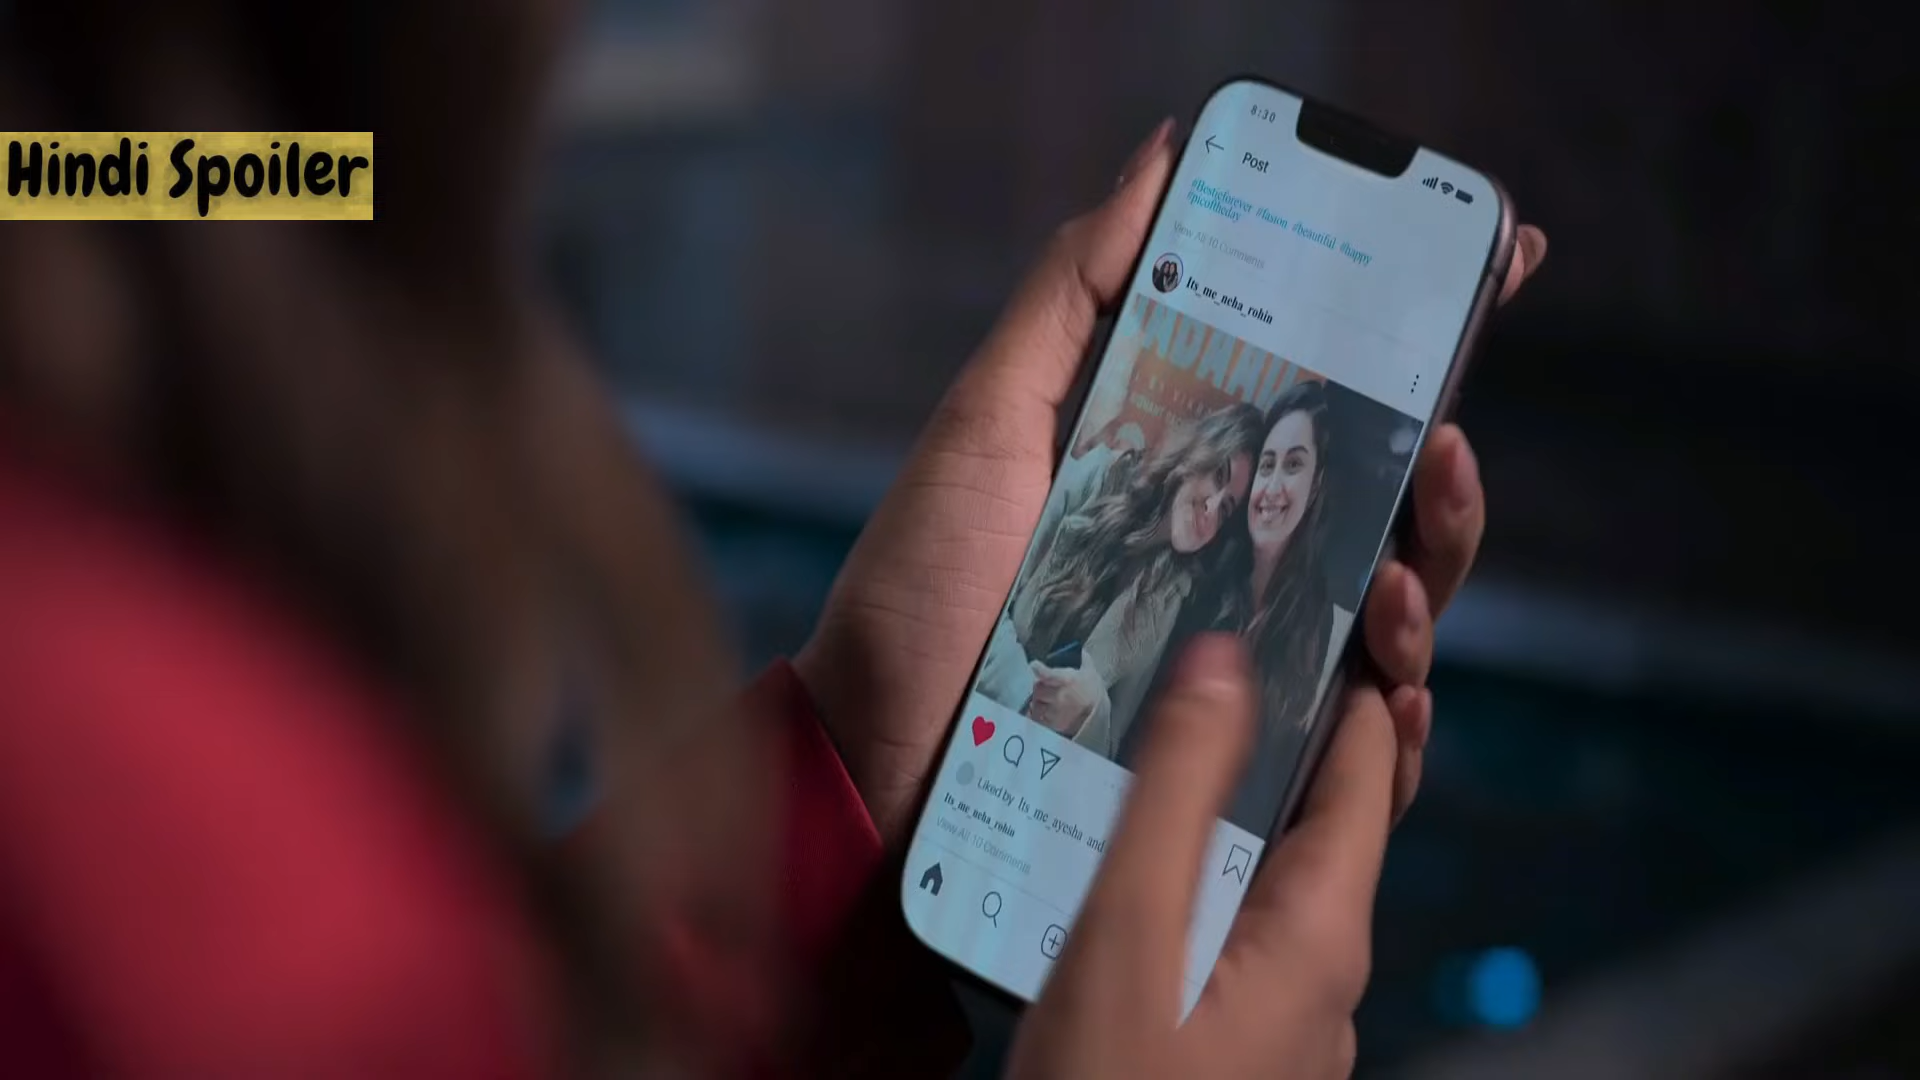 Hindi Spoiler
8:30
Post
#Bestieforever #fasion #beautiful #happy
#picoftheday
View All 10 Comments
Its_me_neha_rohin
Liked by Its_me_ayesha and
Its_me_neha_rohin
View All 10 Comments